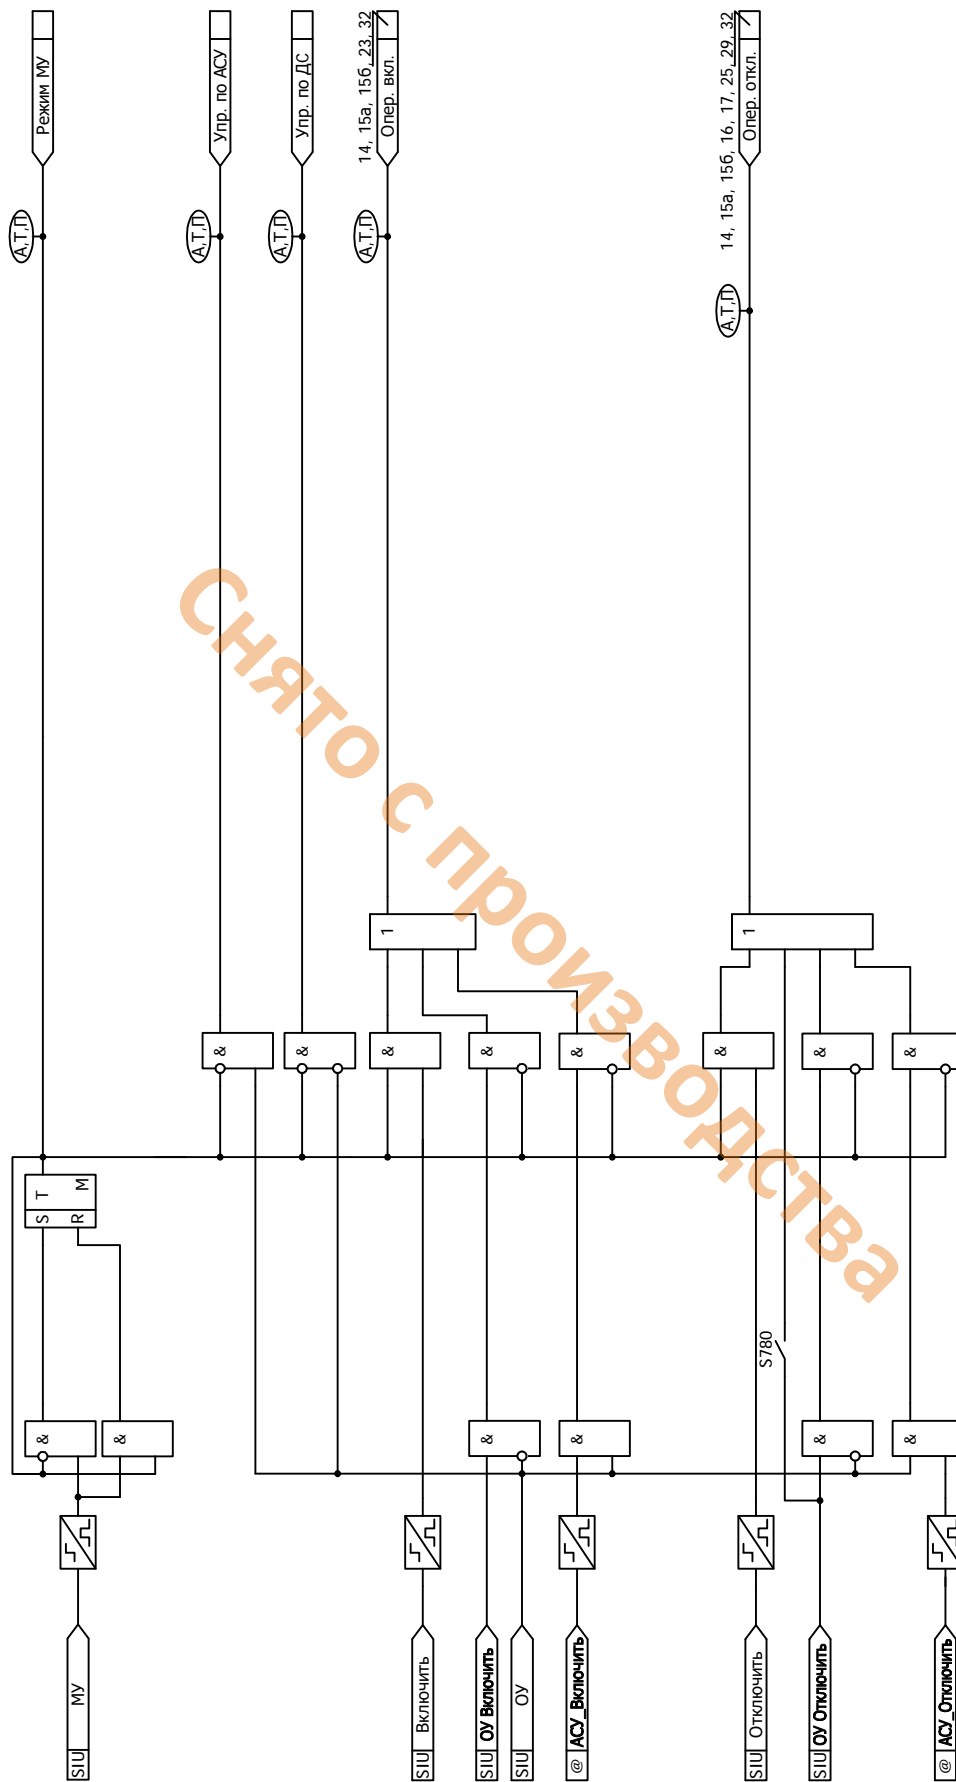 Режим МУ
Упр. по АСУ
Упр. по ДС
14, 15а, 15б, 23, 32
Опер. вкл.
14, 15а, 15б, 16, 17, 25, 29, 32
Опер. откл.
А,Т,П
А,Т,П
А,Т,П
А,Т,П
А,Т,П
Снято с производства
1
1
&
&
&
&
&
&
&
&
S T
R M
S780
&
&
&
&
&
&
SIU МУ
SIU Включить
SIU ОУ Включить
SIU ОУ
@ АСУ_Включить
SIU Отключить
SIU ОУ Отключить
@ АСУ_Отключить